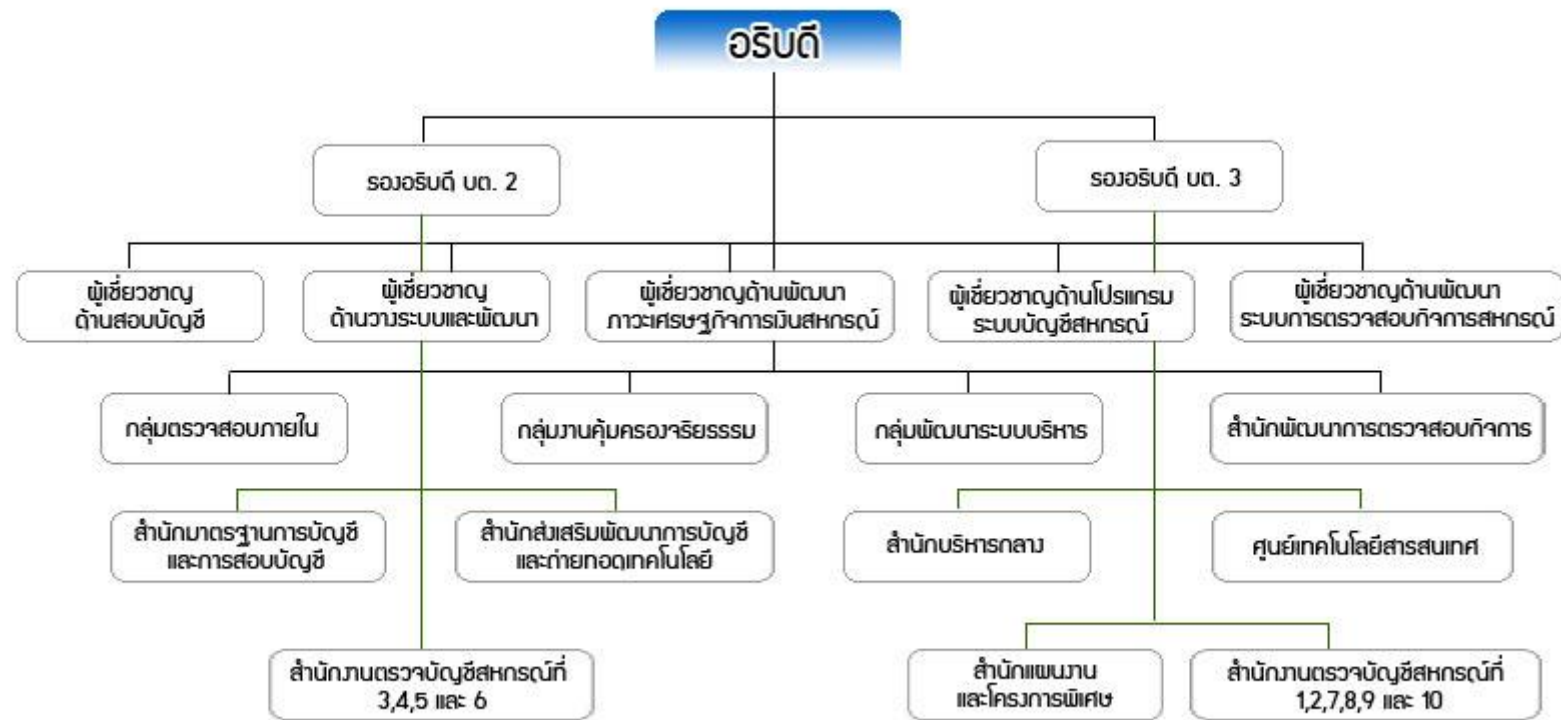 อธิบดี
รองอธิบดี บต. 2
รองอธิบดี บต. 3
ผู้เชี่ยวชาญ
ด้านสอบบัญชี
ผู้เชี่ยวชาญ
ด้านวางระบบและพัฒนา
ผู้เชี่ยวชาญด้านพัฒนา
ภาวะเศรษฐกิจการเงินสหกรณ์
ผู้เชี่ยวชาญด้านโปรแกรม
ระบบบัญชีสหกรณ์
ผู้เชี่ยวชาญด้านพัฒนา
ระบบการตรวจสอบกิจการสหกรณ์
กลุ่มตรวจสอบภายใน
กลุ่มงานคุ้มครองจริยธรรม
กลุ่มพัฒนาระบบบริหาร
สำนักพัฒนาการตรวจสอบกิจการ
สำนักมาตรฐานการบัญชี
และการสอบบัญชี
สำนักส่งเสริมพัฒนาการบัญชี
และถ่ายทอดเทคโนโลยี
สำนักบริหารกลาง
ศูนย์เทคโนโลยีสารสนเทศ
สำนักงานตรวจบัญชีสหกรณ์ที่
3,4,5 และ 6
สำนักแผนงาน
และโครงการพิเศษ
สำนักงานตรวจบัญชีสหกรณ์ที่
1,2,7,8,9 และ 10